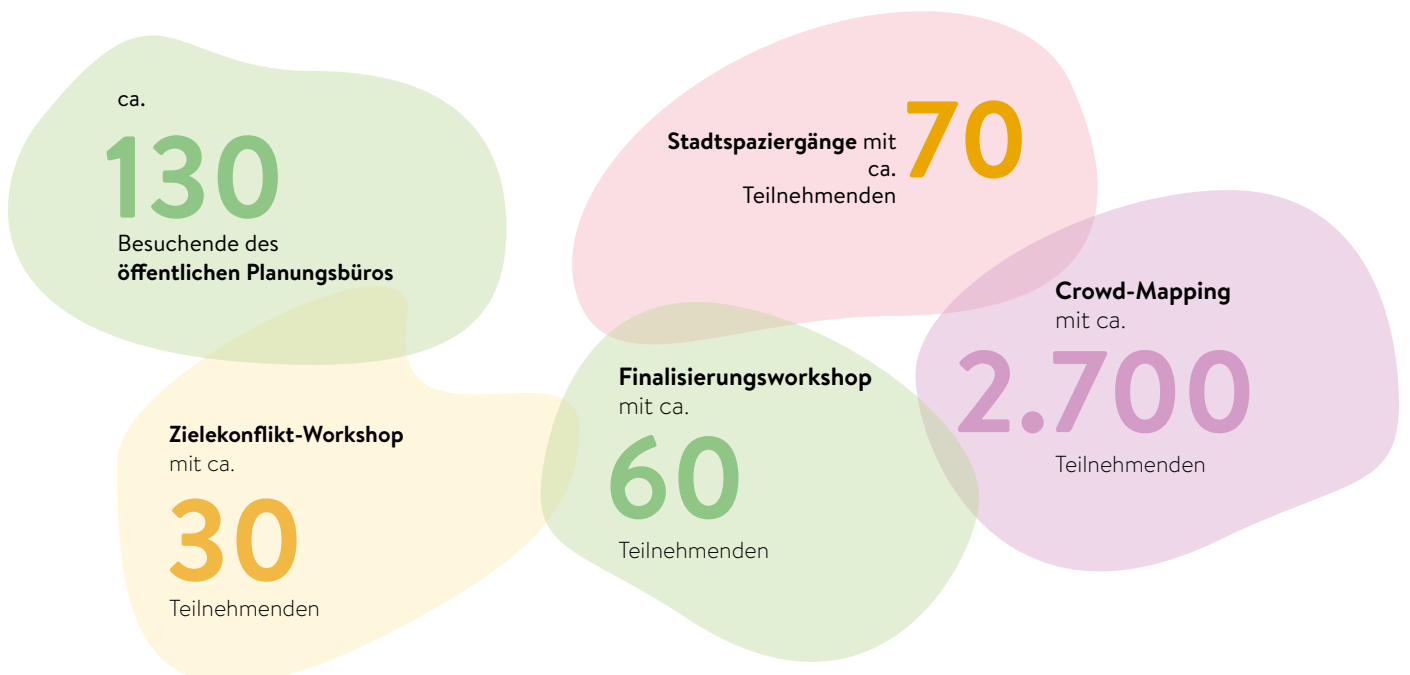 ca.
130
Besuchende des
öffentlichen Planungsbüros
Stadtspaziergänge mit
ca.
70
Teilnehmenden
Crowd-Mapping
mit ca.
2.700
Teilnehmenden
Zielekonflikt-Workshop
mit ca.
30
Teilnehmenden
Finalisierungsworkshop
mit ca.
60
Teilnehmenden